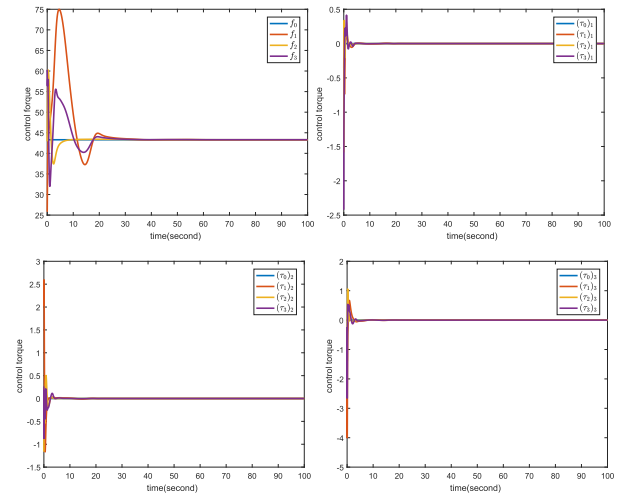 75
70
65
60
55
50
45
40
35
30
25
control torque
0 10 20 30 40 50 60 70 80 90 100
time(second)
f₀
f₁
f₂
f₃
0.5
0
-0.5
-1
-1.5
-2
-2.5
control torque
0 10 20 30 40 50 60 70 80 90 100
time(second)
(τ₀)₁
(τ₁)₁
(τ₂)₁
(τ₃)₁
3
2.5
2
1.5
1
0.5
0
-0.5
-1
-1.5
control torque
0 10 20 30 40 50 60 70 80 90 100
time(second)
(τ₀)₂
(τ₁)₂
(τ₂)₂
(τ₃)₂
2
1
0
-1
-2
-3
-4
-5
control torque
0 10 20 30 40 50 60 70 80 90 100
time(second)
(τ₀)₃
(τ₁)₃
(τ₂)₃
(τ₃)₃